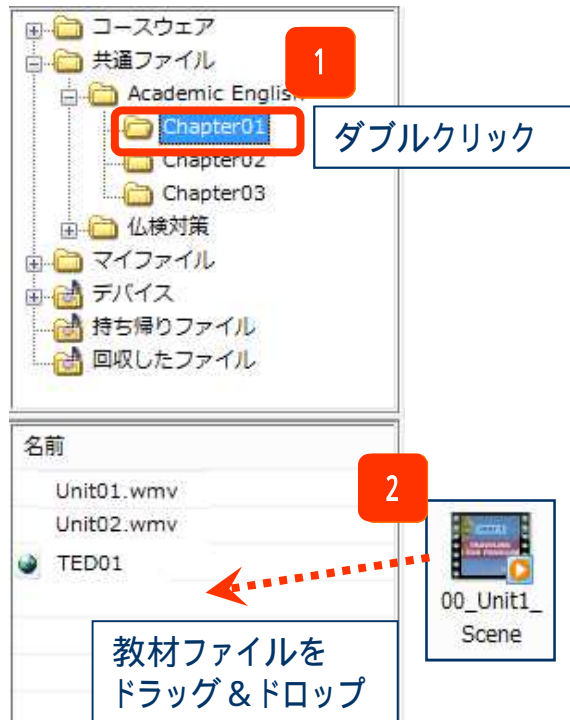 コースウェア
共通ファイル
1
Academic English
Chapter01
ダブルクリック
Chapter02
Chapter03
仏検対策
マイファイル
デバイス
持ち帰りファイル
回収したファイル
名前
2
Unit01.wmv
Unit02.wmv
TED01
00_Unit1_
Scene
教材ファイルを
ドラッグ＆ドロップ